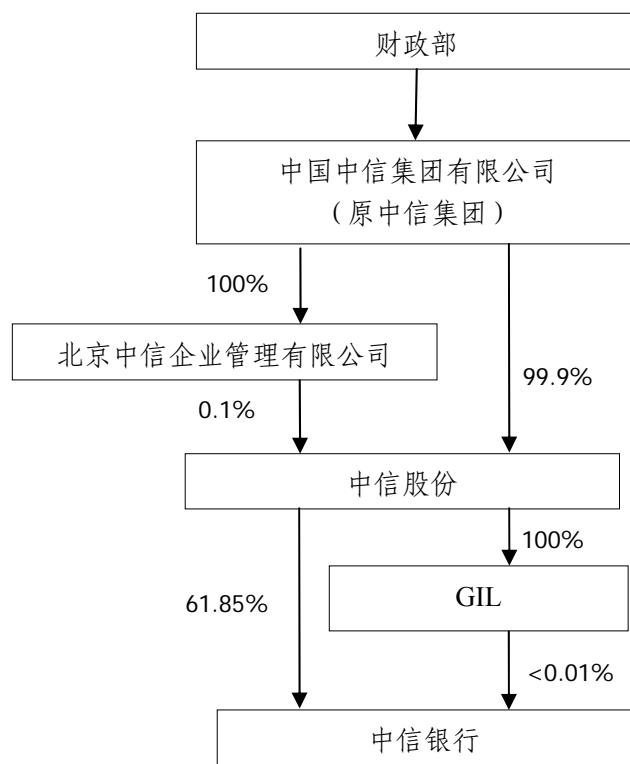 财政部
中国中信集团有限公司
（原中信集团）
100%
北京中信企业管理有限公司
99.9%
0.1%
中信股份
100%
61.85%
GIL
<0.01%
中信银行